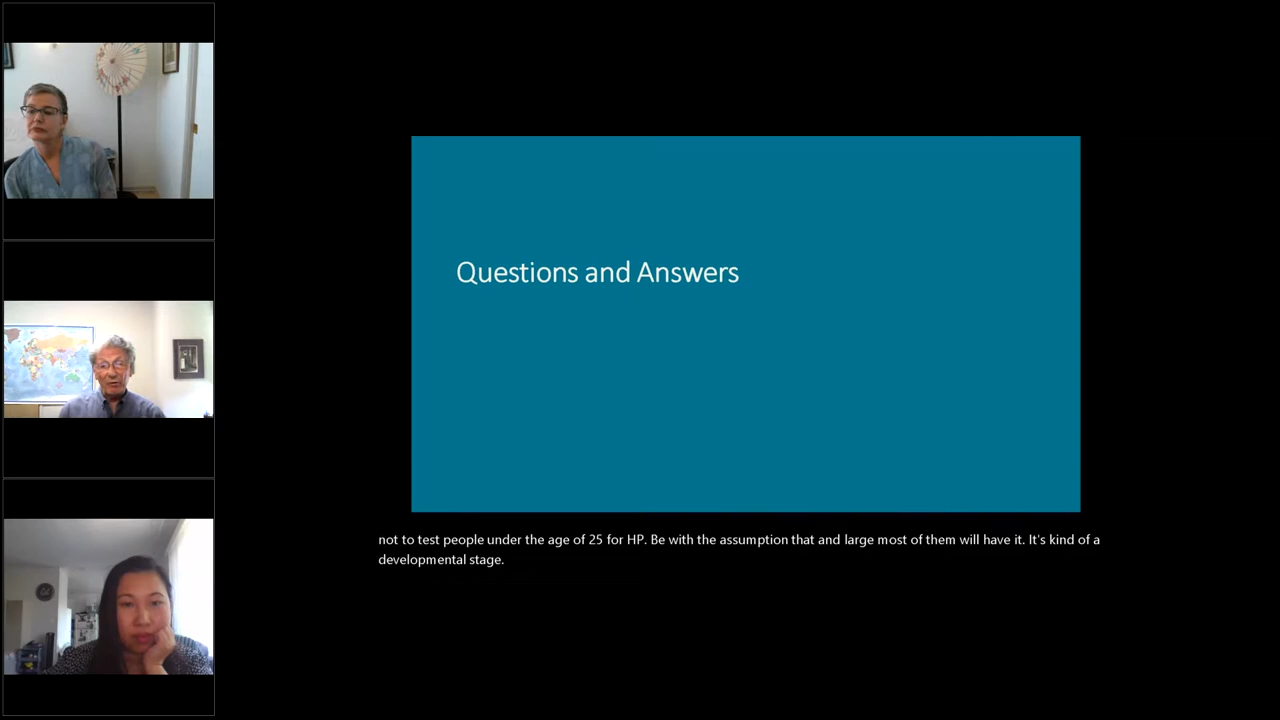 Questions and Answers
not to test people under the age of 25 for HP. Be with the assumption that and large most of them will have it. It's kind of a
developmental stage.